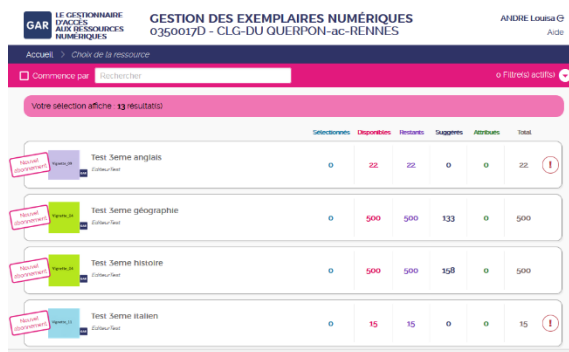 GAR
LE GESTIONNAIRE
D'ACCÈS
AUX RESSOURCES
NUMÉRIQUES
GESTION DES EXEMPLAIRES NUMÉRIQUES
0350017D - CLG-DU QUERPON-ac-RENNES
ANDRE Louisa
Aide
Accueil > Choix de la ressource
Commence par Rechercher
0 Filtre(s) actif(s)
Votre sélection affiche : 13 résultat(s)
Sélectionnés Disponibles Restants Suggérés Attribués Total
Nouvel abonnement
Test 3eme anglais
EditeurTest
GAR
0 22 22 0 0 22 !
Nouvel abonnement
Test 3eme géographie
EditeurTest
GAR
0 500 500 133 0 500
Nouvel abonnement
Test 3eme histoire
EditeurTest
GAR
0 500 500 158 0 500
Nouvel abonnement
Test 3eme italien
EditeurTest
GAR
0 15 15 0 0 15 !